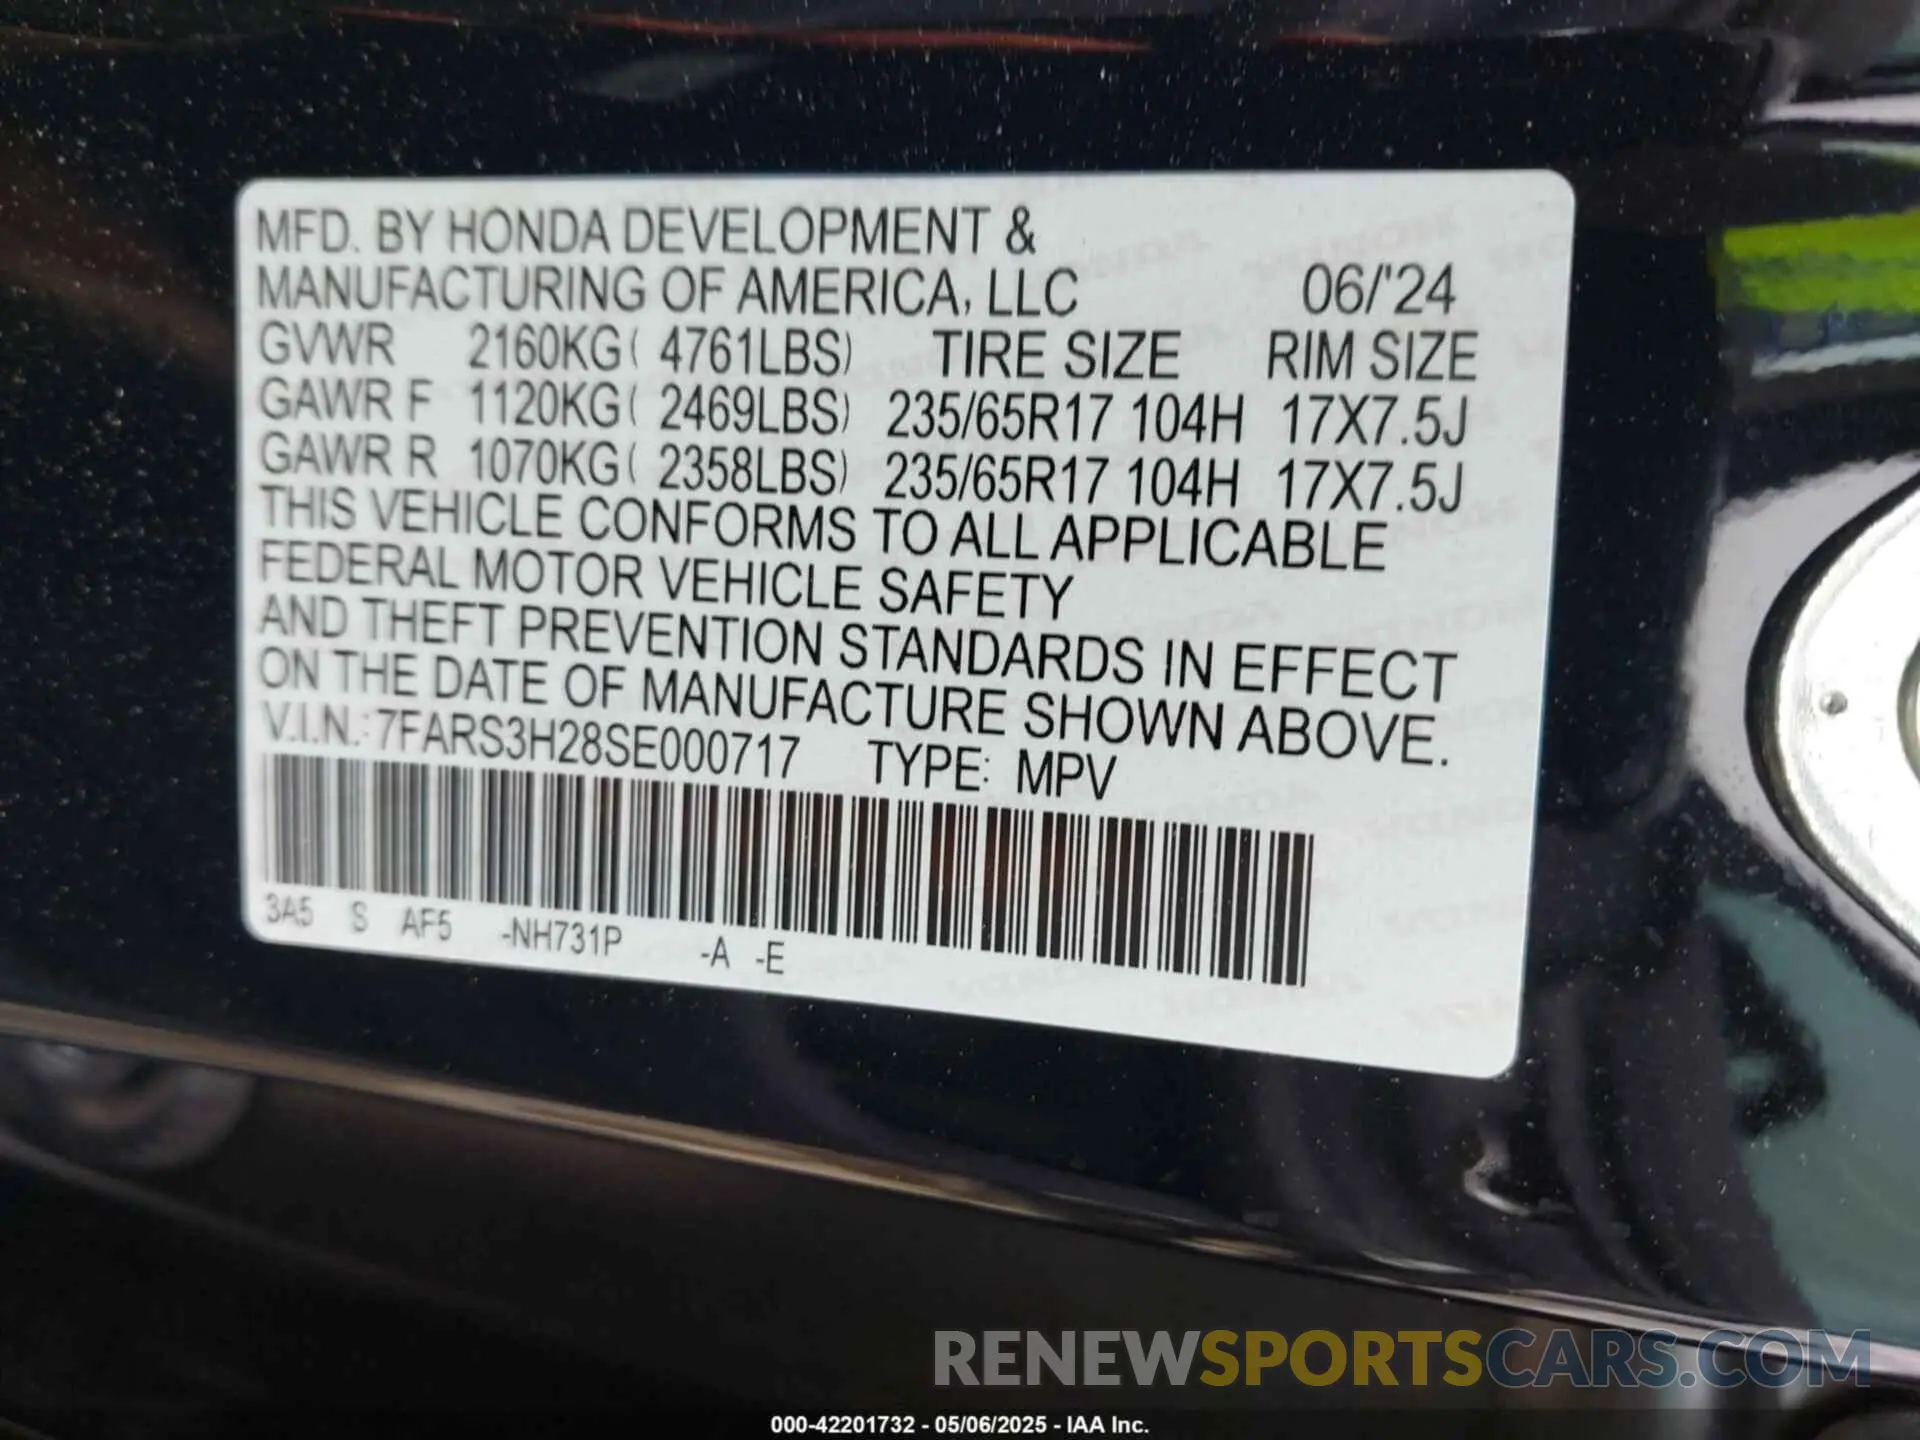 MFD. BY HONDA DEVELOPMENT &
MANUFACTURING OF AMERICA, LLC 06/'24
GVWR 2160KG( 4761LBS) TIRE SIZE RIM SIZE
GAWR F 1120KG( 2469LBS) 235/65R17 104H 17X7.5J
GAWR R 1070KG( 2358LBS) 235/65R17 104H 17X7.5J
THIS VEHICLE CONFORMS TO ALL APPLICABLE
FEDERAL MOTOR VEHICLE SAFETY
AND THEFT PREVENTION STANDARDS IN EFFECT
ON THE DATE OF MANUFACTURE SHOWN ABOVE.
V.I.N.: 7FARS3H28SE000717 TYPE: MPV
3A5 S AF5 -NH731P -A -E
RENEWSPORTSCARS.COM
000-42201732 - 05/06/2025 - IAA Inc.